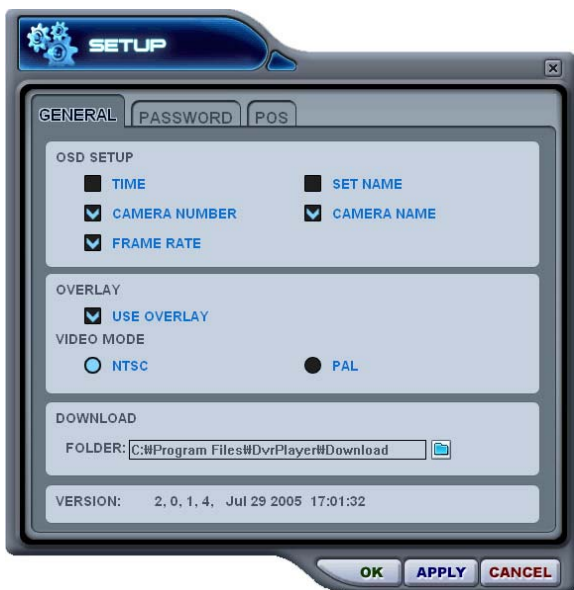 SETUP
GENERAL PASSWORD POS
OSD SETUP
TIME SET NAME
CAMERA NUMBER CAMERA NAME
FRAME RATE
OVERLAY
USE OVERLAY
VIDEO MODE
NTSC PAL
DOWNLOAD
FOLDER: C:₩Program Files₩DvrPlayer₩Download
VERSION: 2, 0, 1, 4, Jul 29 2005 17:01:32
OK APPLY CANCEL